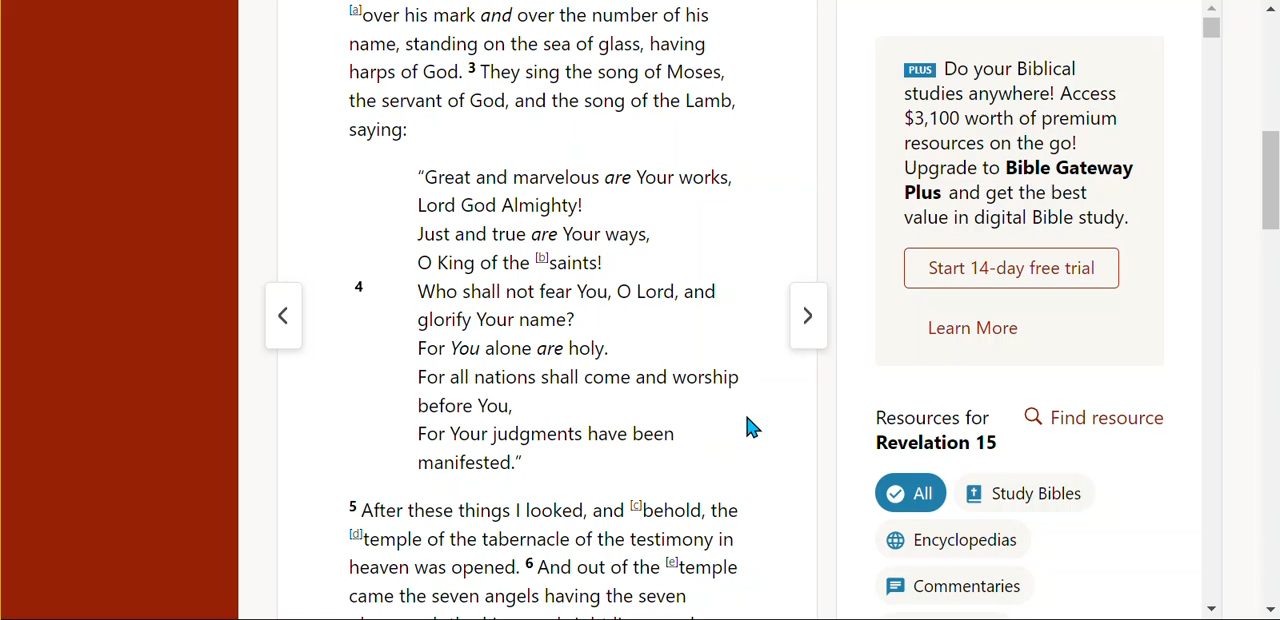 [a]over his mark and over the number of his
name, standing on the sea of glass, having
harps of God. 3 They sing the song of Moses,
the servant of God, and the song of the Lamb,
saying:
“Great and marvelous are Your works,
Lord God Almighty!
Just and true are Your ways,
O King of the [b]saints!
4 Who shall not fear You, O Lord, and
glorify Your name?
For You alone are holy.
For all nations shall come and worship
before You,
For Your judgments have been
manifested.”
5 After these things I looked, and [c]behold, the
[d]temple of the tabernacle of the testimony in
heaven was opened. 6 And out of the [e]temple
came the seven angels having the seven
PLUS Do your Biblical
studies anywhere! Access
$3,100 worth of premium
resources on the go!
Upgrade to Bible Gateway
Plus and get the best
value in digital Bible study.
Start 14-day free trial
Learn More
Resources for
Revelation 15
Find resource
All
Study Bibles
Encyclopedias
Commentaries